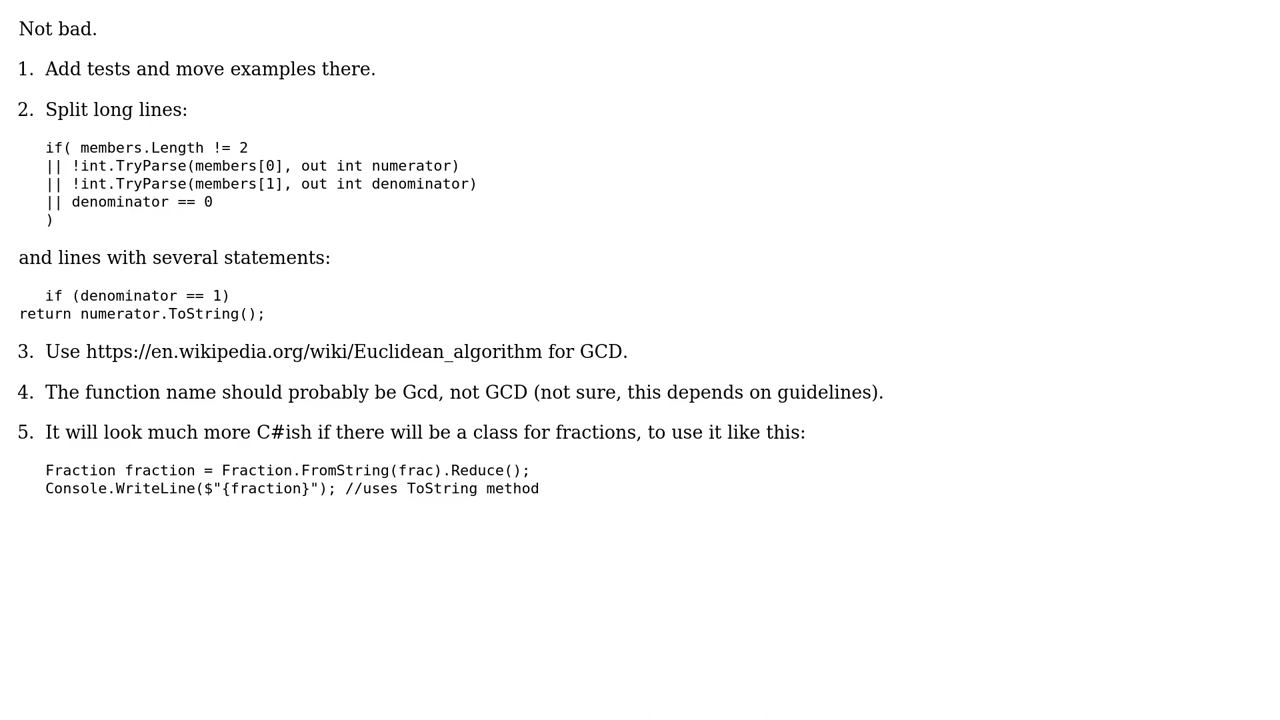 Not bad.
1. Add tests and move examples there.
2. Split long lines:
if( members.Length != 2
|| !int.TryParse(members[0], out int numerator)
|| !int.TryParse(members[1], out int denominator)
|| denominator == 0
)
and lines with several statements:
if (denominator == 1)
return numerator.ToString();
3. Use https://en.wikipedia.org/wiki/Euclidean_algorithm for GCD.
4. The function name should probably be Gcd, not GCD (not sure, this depends on guidelines).
5. It will look much more C#ish if there will be a class for fractions, to use it like this:
Fraction fraction = Fraction.FromString(frac).Reduce();
Console.WriteLine($"{fraction}"); //uses ToString method